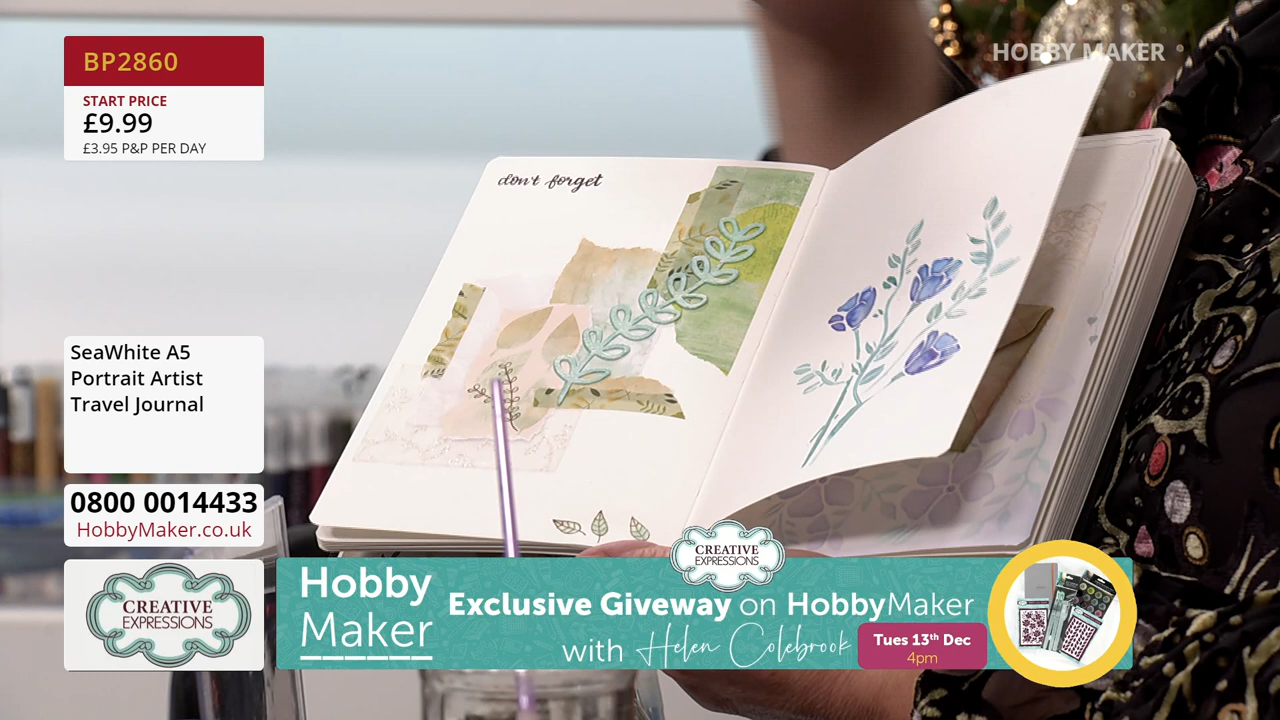 BP2860
START PRICE
£9.99
£3.95 P&P PER DAY
HOBBY MAKER
don't forget
SeaWhite A5
Portrait Artist
Travel Journal
0800 0014433
HobbyMaker.co.uk
CREATIVE
EXPRESSIONS
CREATIVE
EXPRESSIONS
Hobby
Maker
Exclusive Giveway on HobbyMaker
with Helen Colebrook
Tues 13th Dec
4pm